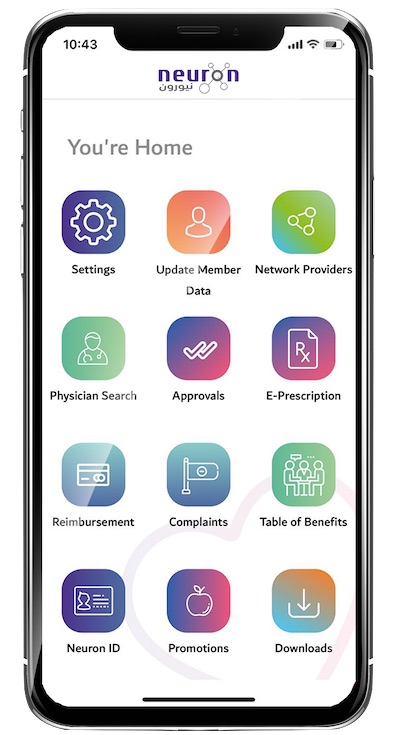 10:43
neuron
نيورون
You're Home
Settings
Update Member
Data
Network Providers
Physician Search
Approvals
E-Prescription
Rx
Reimbursement
Complaints
Table of Benefits
Neuron ID
Promotions
Downloads